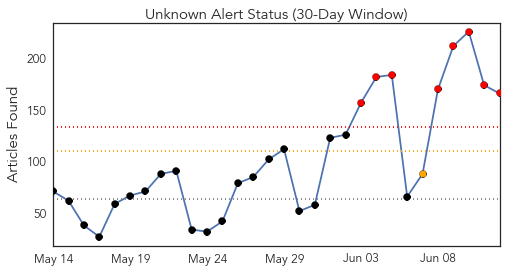 Unknown Alert Status (30-Day Window)
Articles Found
200
150
100
50
May 14 May 19 May 24 May 29 Jun 03 Jun 08